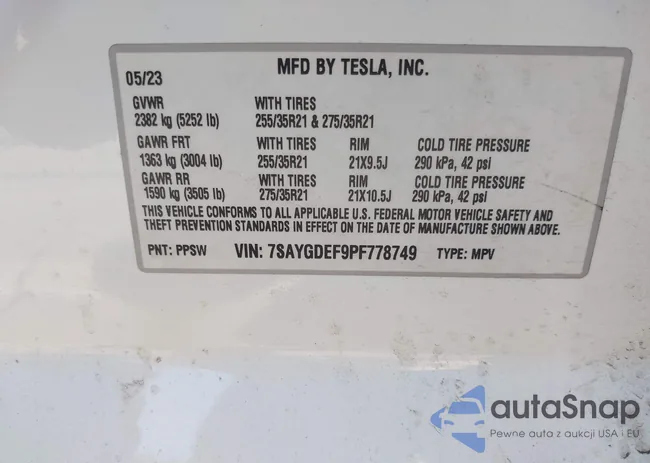 MFD BY TESLA, INC.
05/23
GVWR WITH TIRES
2382 kg (5252 lb) 255/35R21 & 275/35R21
GAWR FRT WITH TIRES RIM COLD TIRE PRESSURE
1363 kg (3004 lb) 255/35R21 21X9.5J 290 kPa, 42 psi
GAWR RR WITH TIRES RIM COLD TIRE PRESSURE
1590 kg (3505 lb) 275/35R21 21X10.5J 290 kPa, 42 psi
THIS VEHICLE CONFORMS TO ALL APPLICABLE U.S. FEDERAL MOTOR VEHICLE SAFETY AND
THEFT PREVENTION STANDARDS IN EFFECT ON THE DATE OF MANUFACTURE SHOWN ABOVE.
PNT: PPSW VIN: 7SAYGDEF9PF778749 TYPE: MPV
autaSnap
Pewne auta z aukcji USA i EU